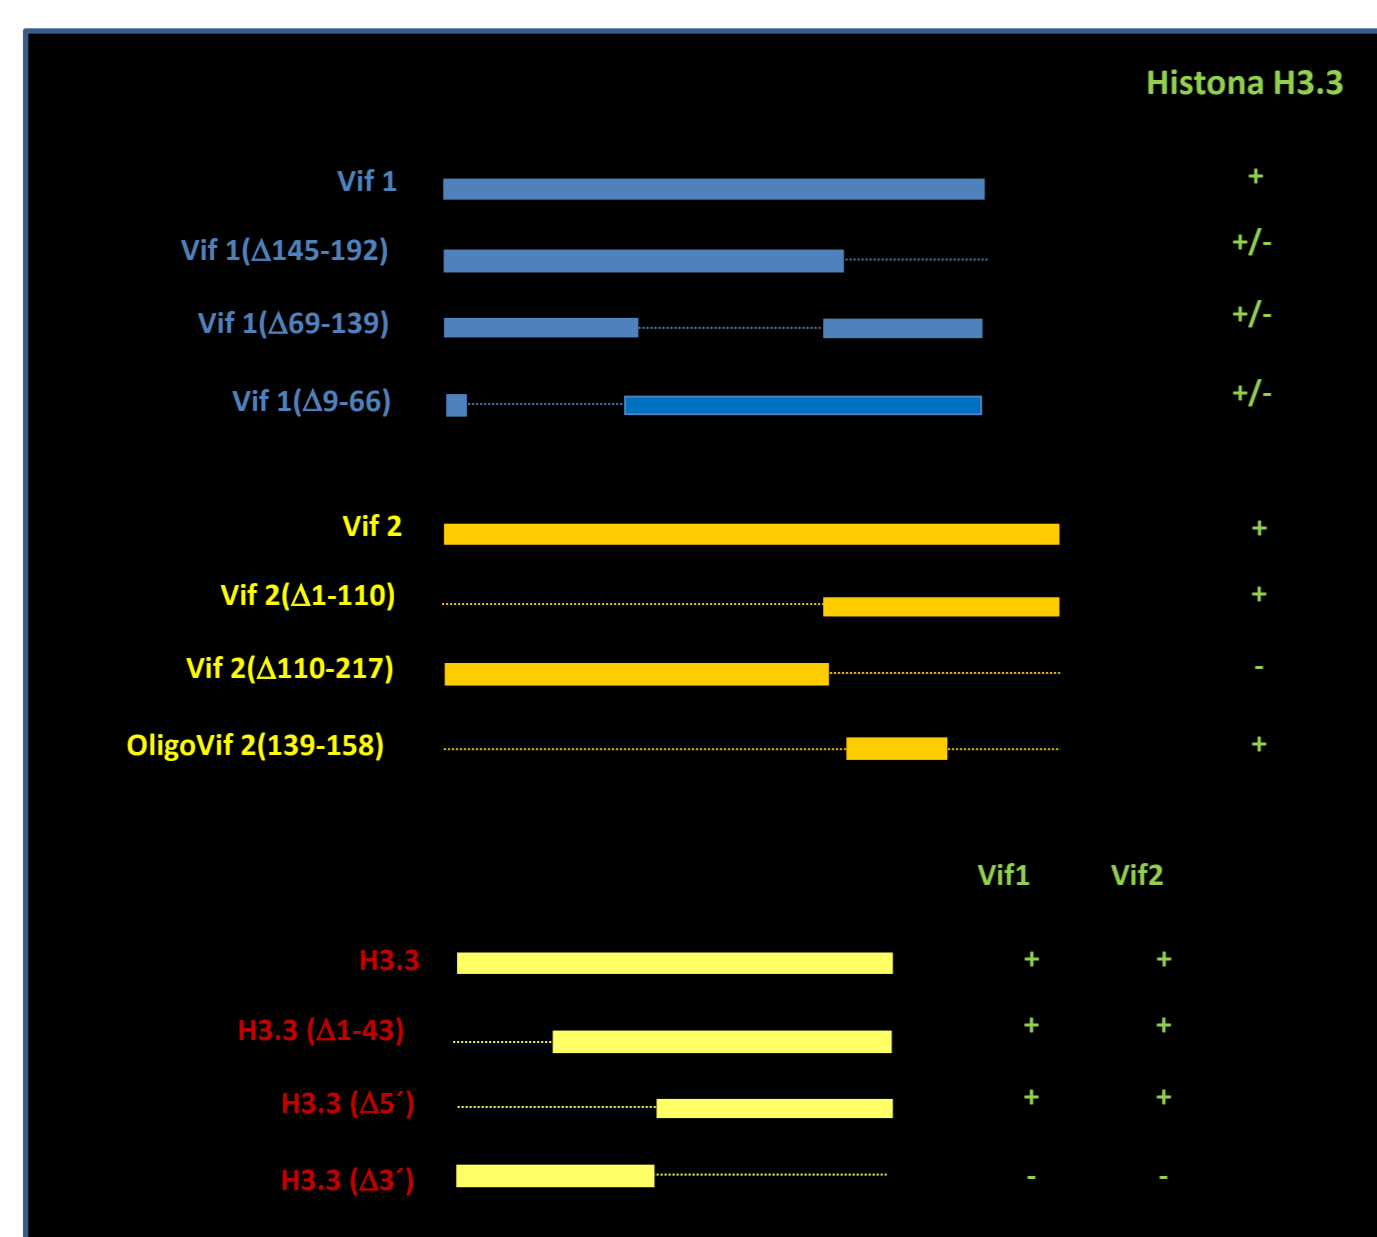 Histona H3.3
Vif 1 +
Vif 1(Δ145-192) +/-
Vif 1(Δ69-139) +/-
Vif 1(Δ9-66) +/-
Vif 2 +
Vif 2(Δ1-110) +
Vif 2(Δ110-217) -
OligoVif 2(139-158) +
Vif1 Vif2
H3.3 + +
H3.3 (Δ1-43) + +
H3.3 (Δ5´) + +
H3.3 (Δ3´) - -